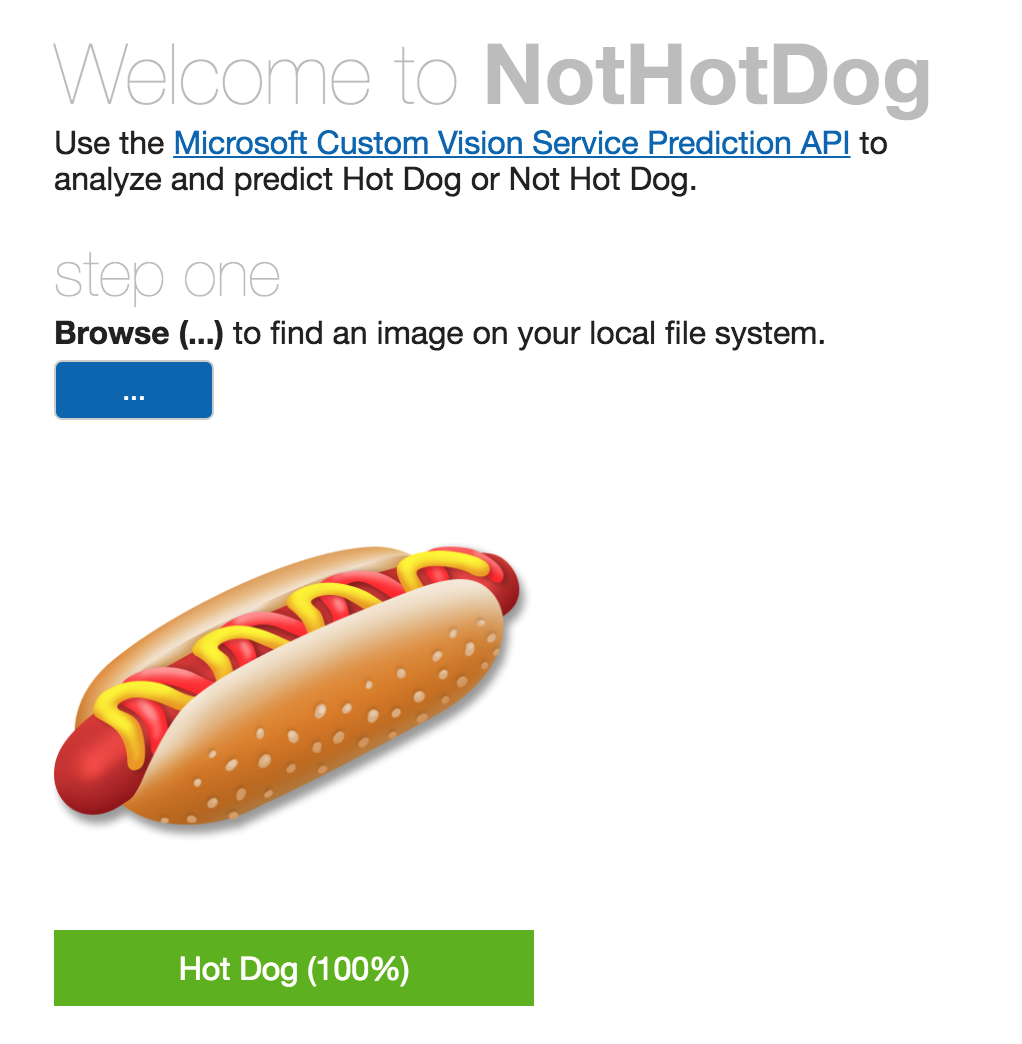 Welcome to NotHotDog
Use the Microsoft Custom Vision Service Prediction API to
analyze and predict Hot Dog or Not Hot Dog.
step one
Browse (...) to find an image on your local file system.
...
Hot Dog (100%)